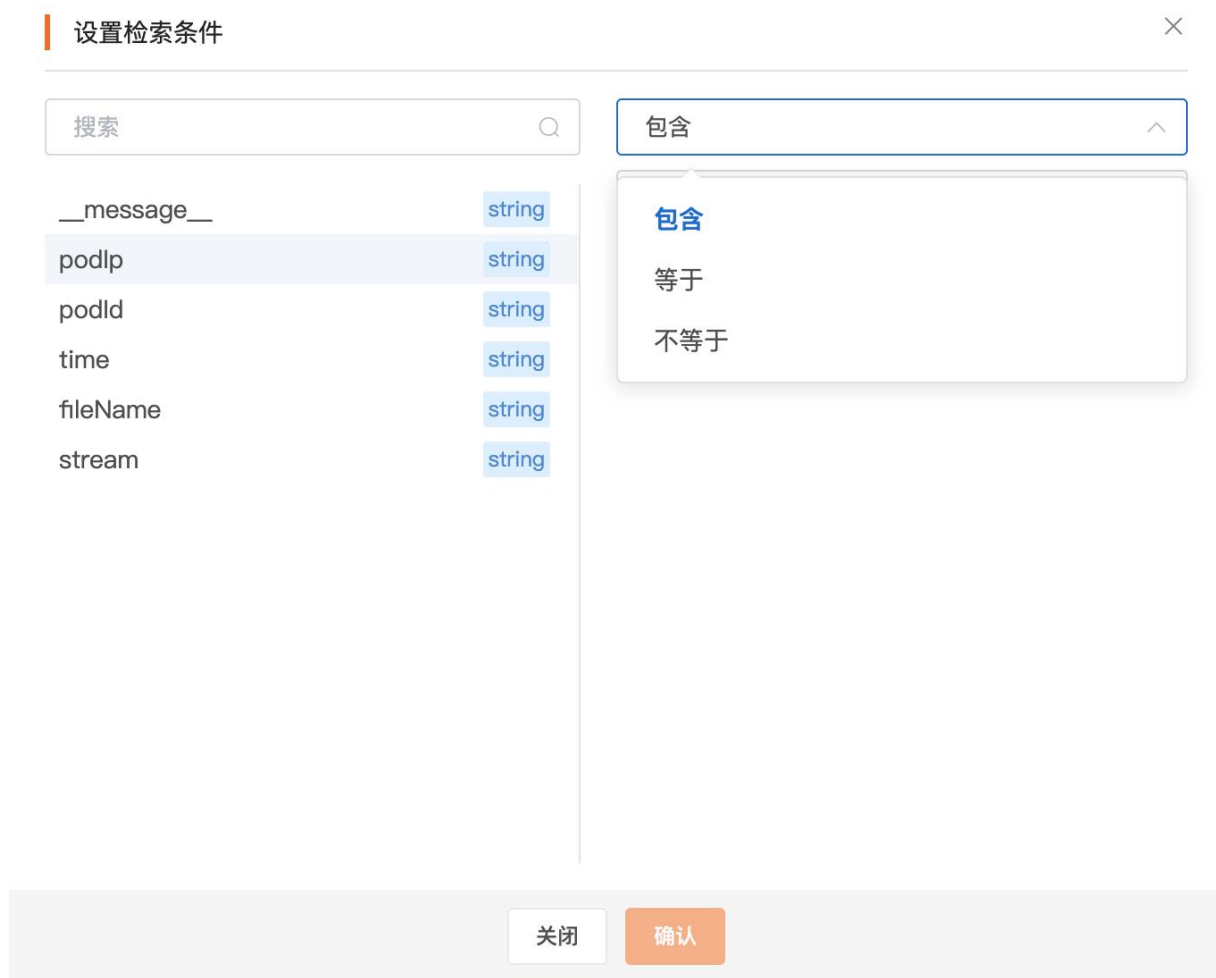 设置检索条件
搜索
包含
__message__ string
podIp string
podId string
time string
fileName string
stream string
包含
等于
不等于
关闭 确认